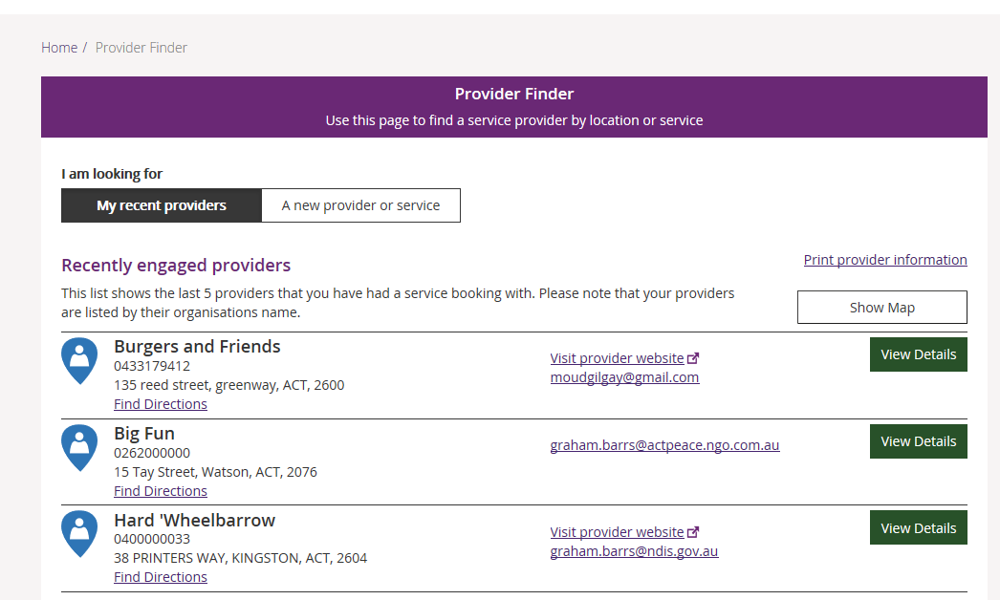 Home / Provider Finder
Provider Finder
Use this page to find a service provider by location or service
I am looking for
My recent providers
A new provider or service
Recently engaged providers
Print provider information
This list shows the last 5 providers that you have had a service booking with. Please note that your providers
are listed by their organisations name.
Show Map
Burgers and Friends
0433179412
135 reed street, greenway, ACT, 2600
Find Directions
Visit provider website
moudgilgay@gmail.com
View Details
Big Fun
0262000000
15 Tay Street, Watson, ACT, 2076
Find Directions
graham.barrs@actpeace.ngo.com.au
View Details
Hard 'Wheelbarrow
0400000033
38 PRINTERS WAY, KINGSTON, ACT, 2604
Find Directions
Visit provider website
graham.barrs@ndis.gov.au
View Details